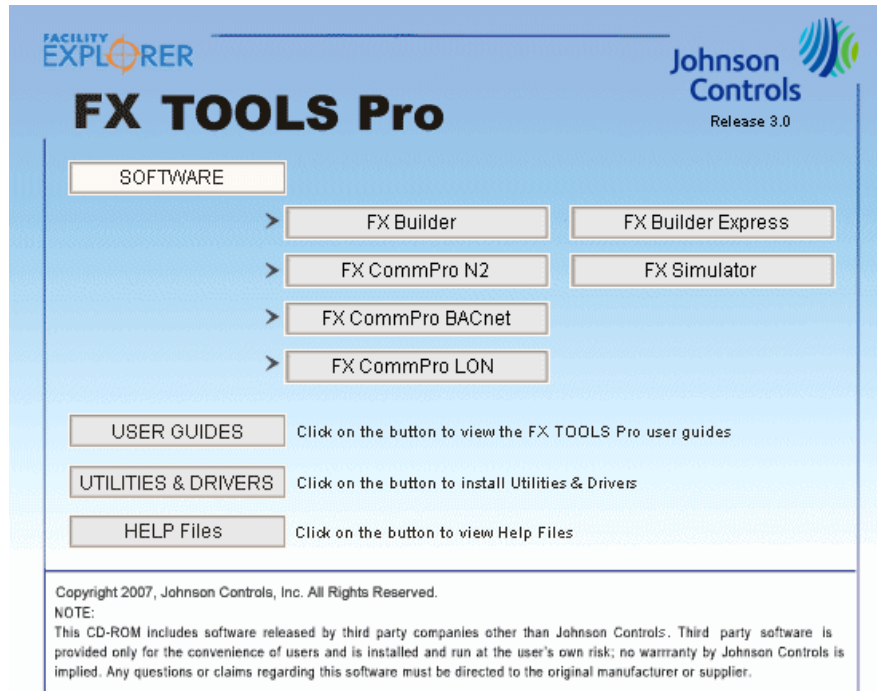 FACILITY
EXPLORER
Johnson
Controls
FX TOOLS Pro
Release 3.0
SOFTWARE
FX Builder
FX Builder Express
FX CommPro N2
FX Simulator
FX CommPro BACnet
FX CommPro LON
USER GUIDES
Click on the button to view the FX TOOLS Pro user guides
UTILITIES & DRIVERS
Click on the button to install Utilities & Drivers
HELP Files
Click on the button to view Help Files
Copyright 2007, Johnson Controls, Inc. All Rights Reserved.
NOTE:
This CD-ROM includes software released by third party companies other than Johnson Controls. Third party software is
provided only for the convenience of users and is installed and run at the user's own risk; no warrranty by Johnson Controls is
implied. Any questions or claims regarding this software must be directed to the original manufacturer or supplier.